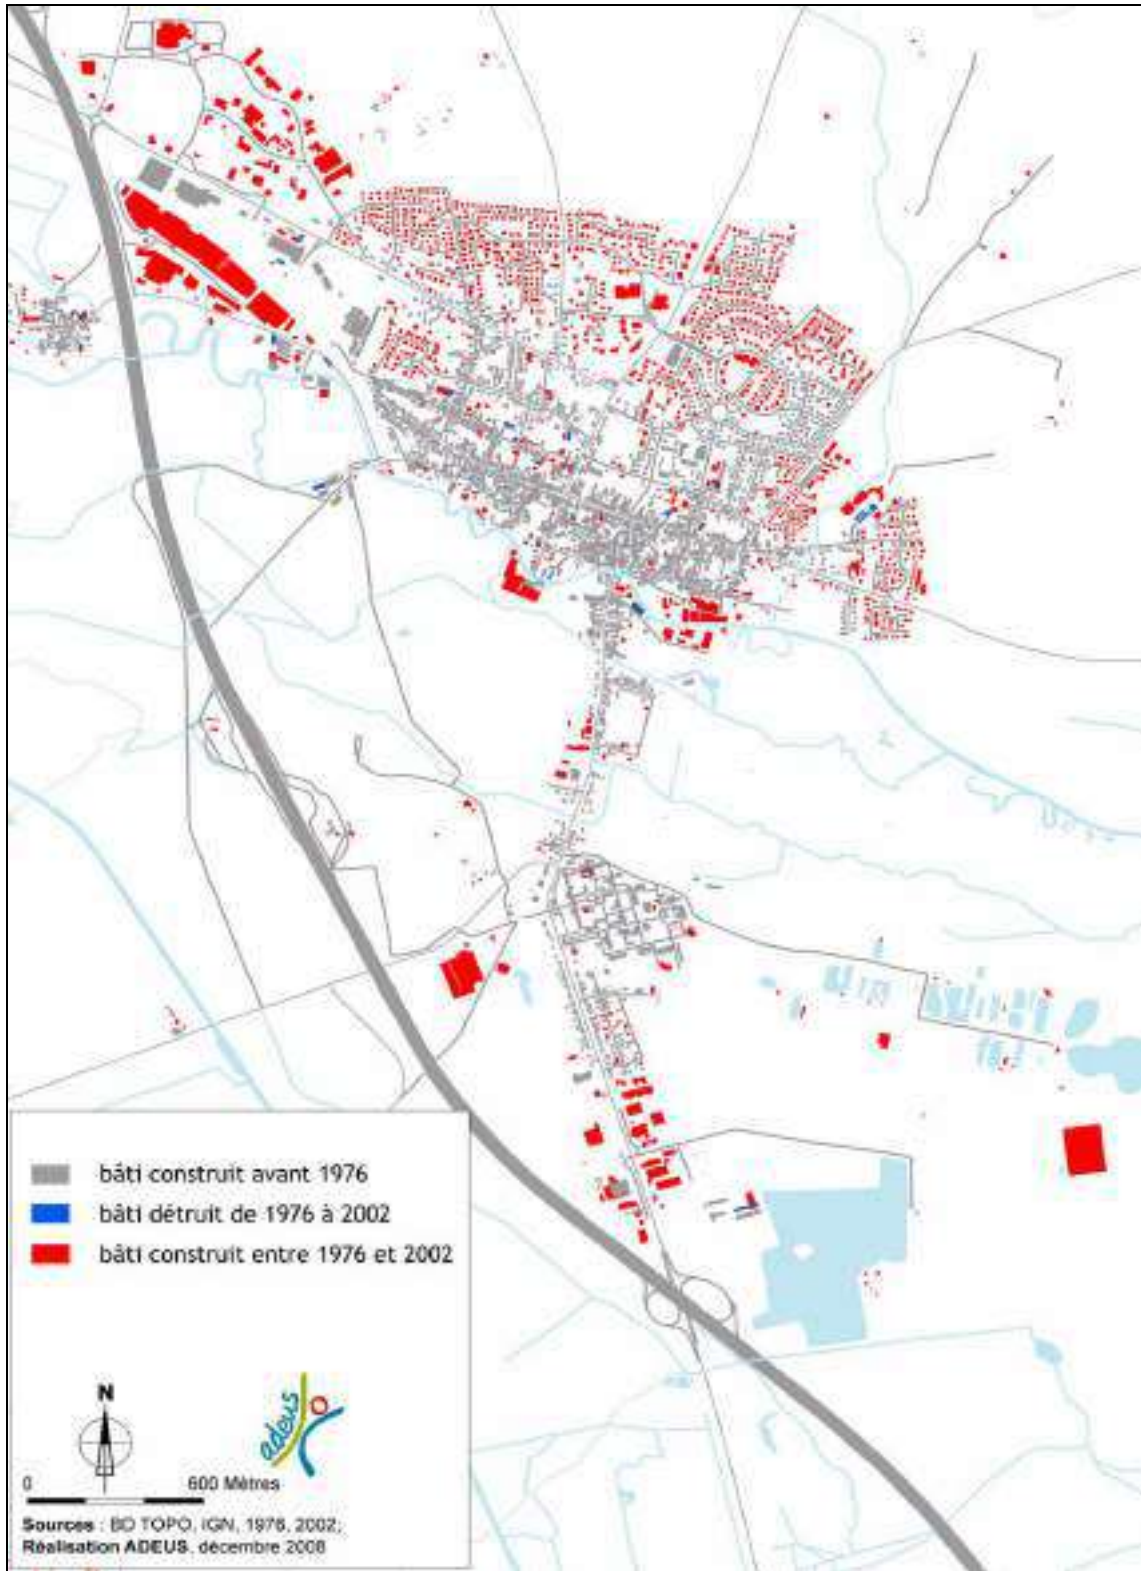 bâti construit avant 1976
bâti détruit de 1976 à 2002
bâti construit entre 1976 et 2002
N
adeus
0 600 Mètres
Sources : BD TOPO, IGN, 1976, 2002;
Réalisation ADEUS, décembre 2008